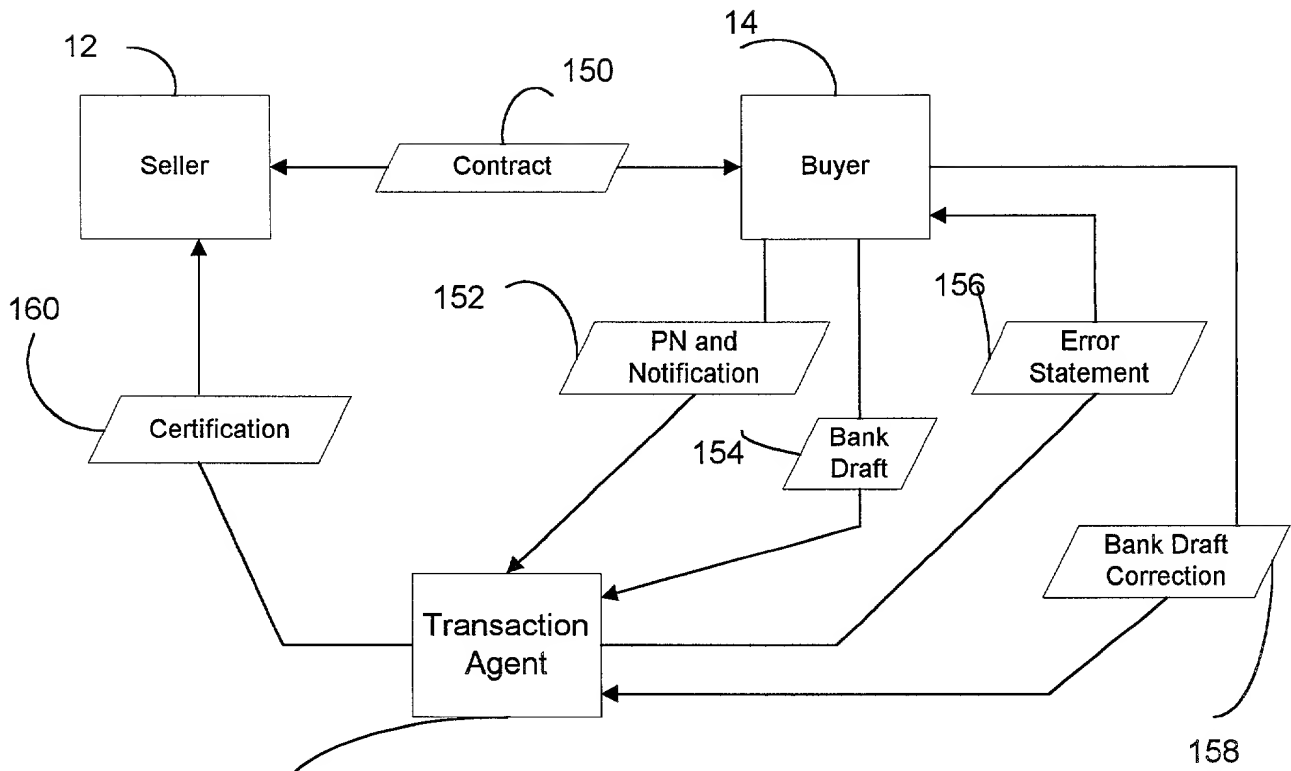 12
14
150
Seller
Contract
Buyer
152
156
160
PN and
Notification
Error
Statement
Certification
154
Bank
Draft
Bank Draft
Correction
Transaction
Agent
158